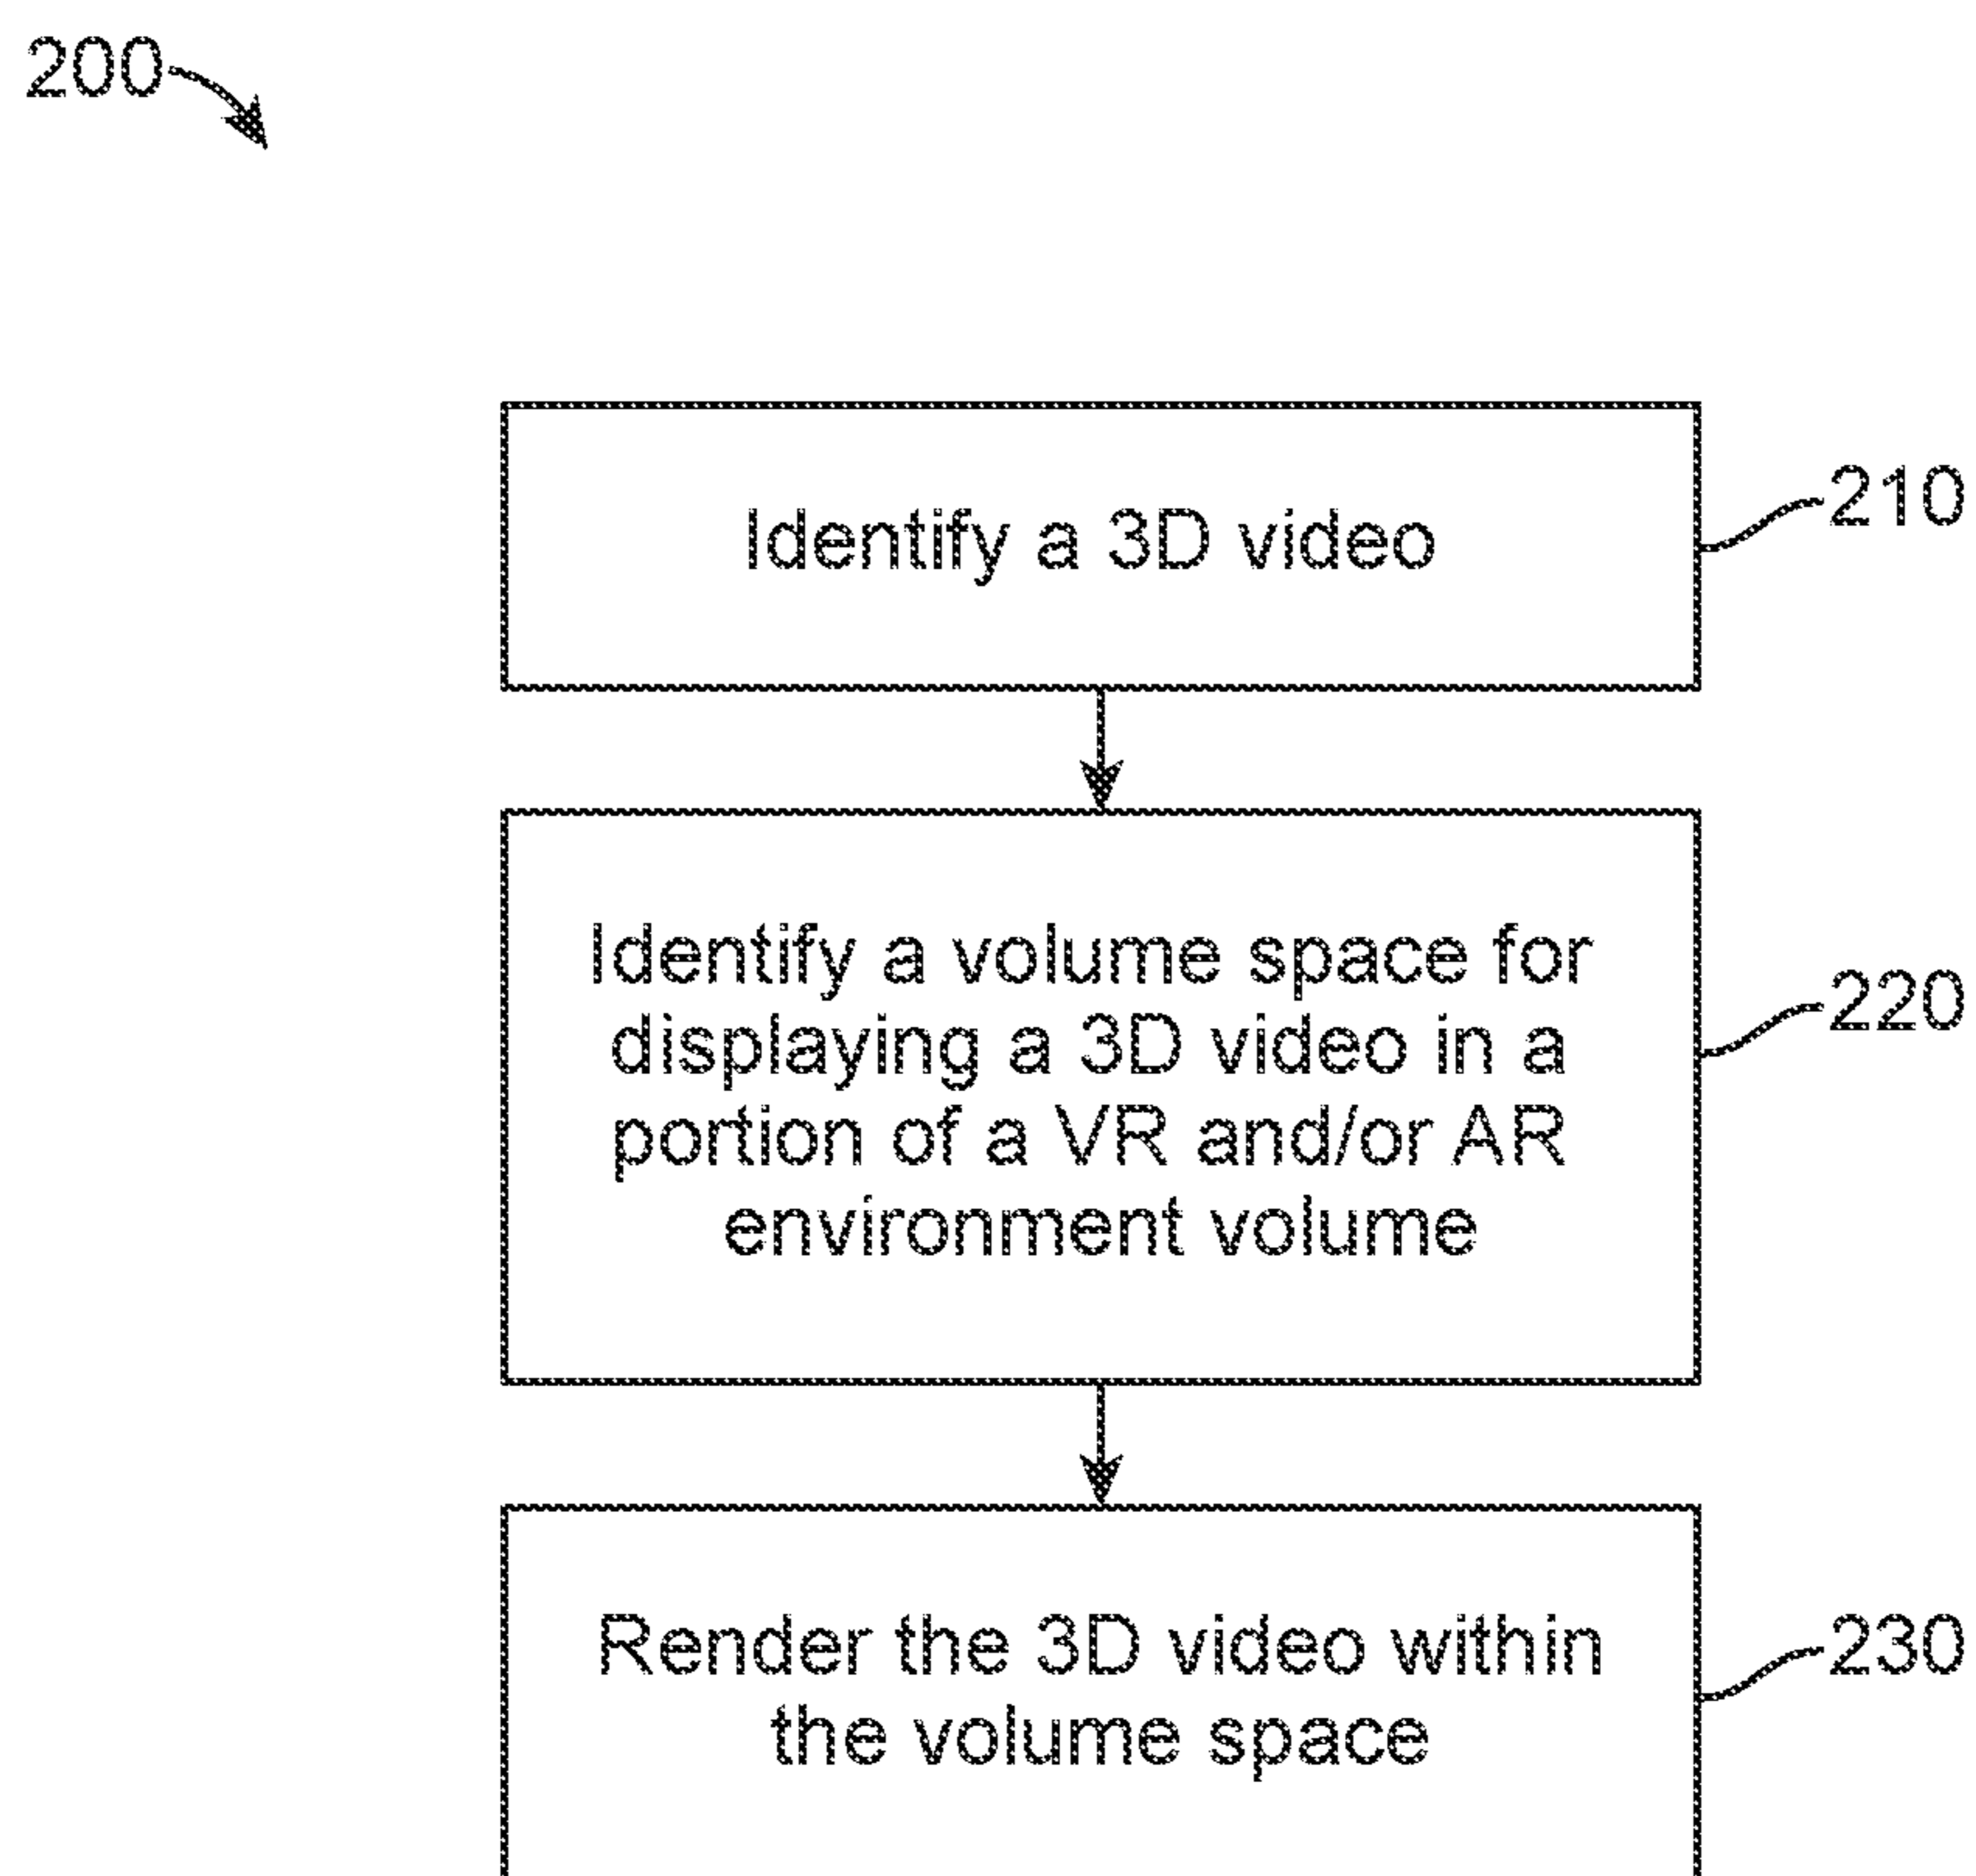 200
Identify a 3D video
210
Identify a volume space for
displaying a 3D video in a
portion of a VR and/or AR
environment volume
220
Render the 3D video within
the volume space
230